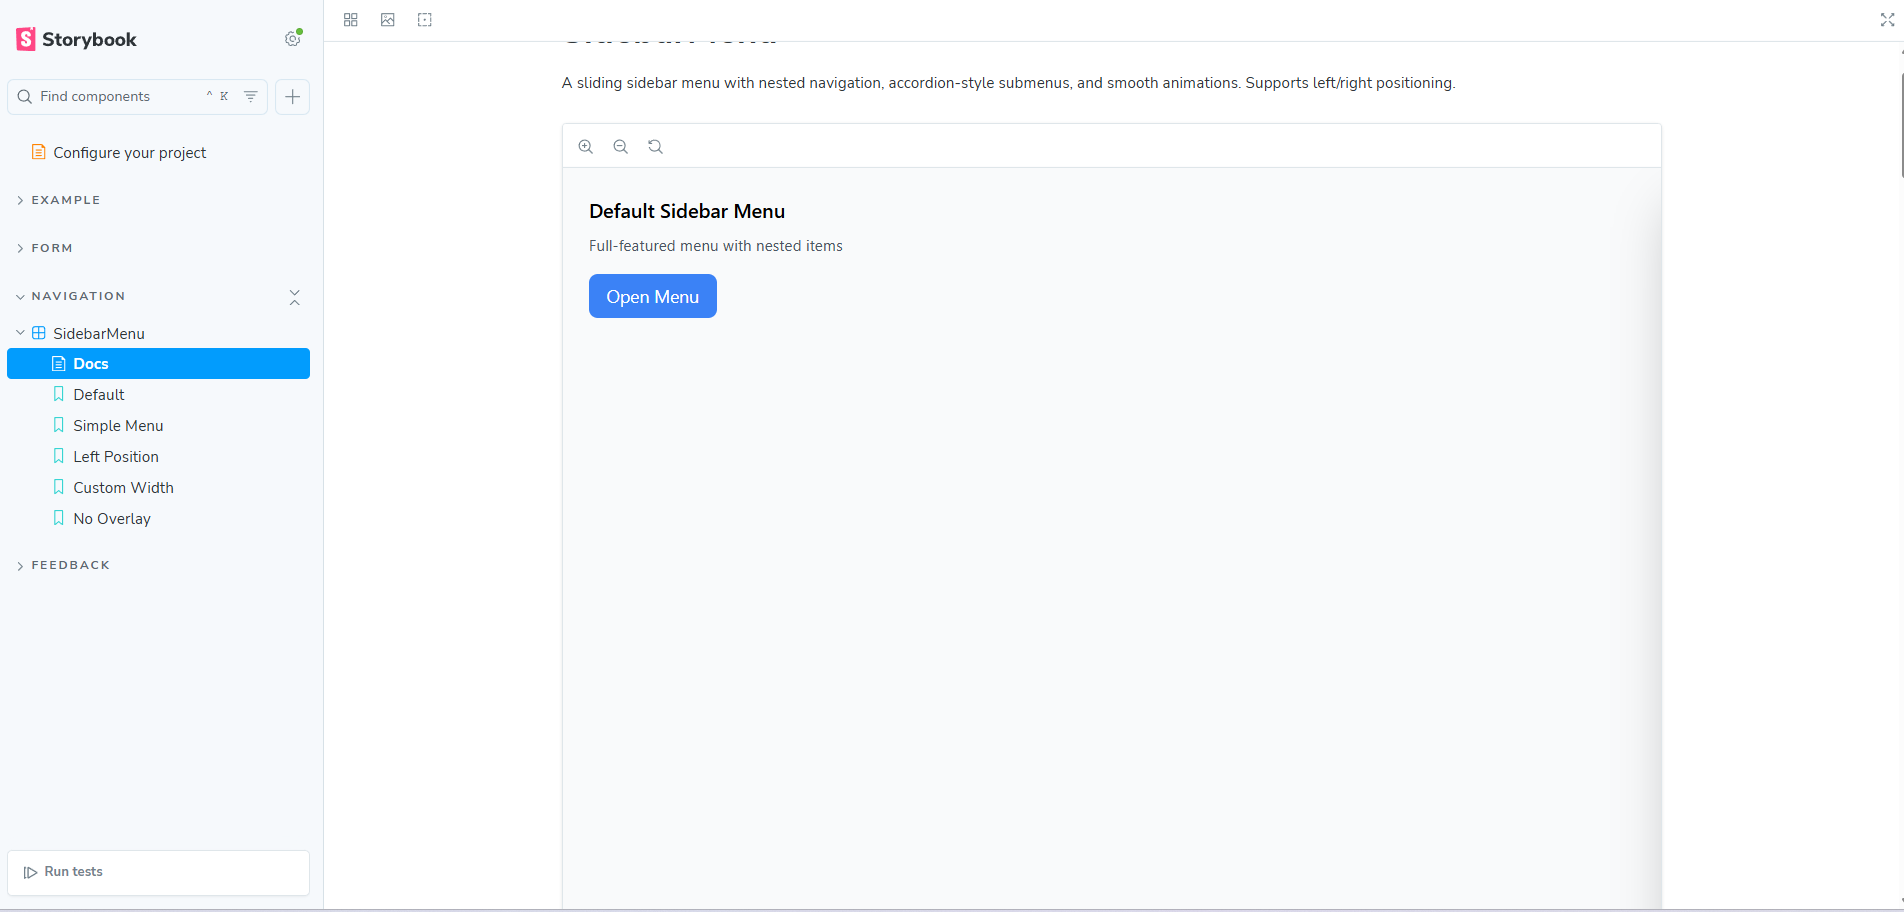 Storybook
Find components
^ K
Configure your project
EXAMPLE
FORM
NAVIGATION
SidebarMenu
Docs
Default
Simple Menu
Left Position
Custom Width
No Overlay
FEEDBACK
Run tests
A sliding sidebar menu with nested navigation, accordion-style submenus, and smooth animations. Supports left/right positioning.
Default Sidebar Menu
Full-featured menu with nested items
Open Menu